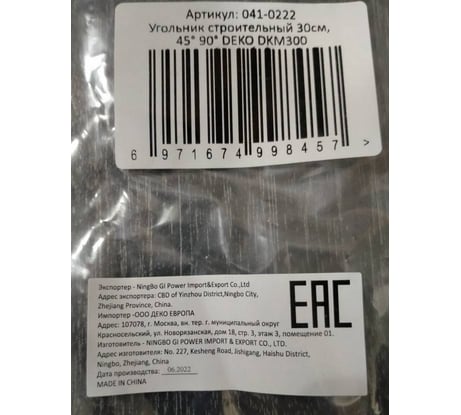 Артикул: 041-0222
Угольник строительный 30см,
45° 90° DEKO DKM300
6 971674 998457 >
Экспортер - NingBo GI Power Import&Export Co.,Ltd
Адрес экспортера: CBD of Yinzhou District,Ningbo City,
Zhejiang Province, China.
Импортер -ООО ДЕКО ЕВРОПА
Адрес: 107078, г. Москва, вн. тер. г. муниципальный округ
Красносельский, ул. Новорязанская, дом 18, стр. 3, этаж 3, помещение 01.
Изготовитель - NINGBO GI POWER IMPORT & EXPORT CO., LTD.
Адрес изготовителя: No. 227, Kesheng Road, Jishigang, Haishu District,
Ningbo, Zhejiang, China
Дата производства: 06.2022
MADE IN CHINA
EAC